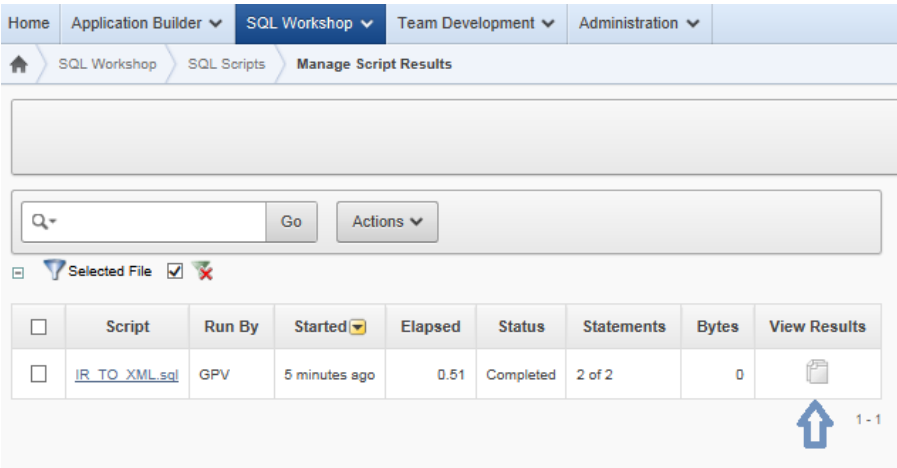 Home Application Builder SQL Workshop Team Development Administration
SQL Workshop SQL Scripts Manage Script Results
Go Actions
Selected File
Script Run By Started Elapsed Status Statements Bytes View Results
IR_TO_XML.sql GPV 5 minutes ago 0.51 Completed 2 of 2 0
1 - 1